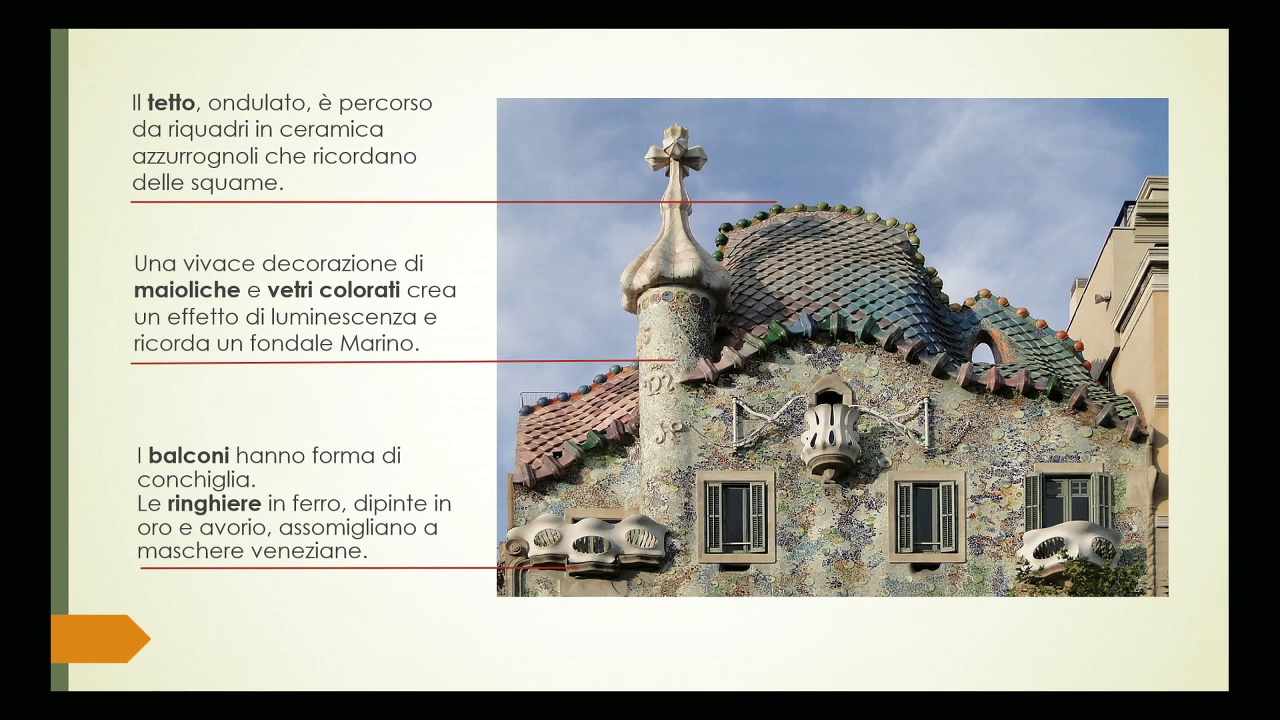 Il tetto, ondulato, è percorso
da riquadri in ceramica
azzurrognoli che ricordano
delle squame.
Una vivace decorazione di
maioliche e vetri colorati crea
un effetto di luminescenza e
ricorda un fondale Marino.
I balconi hanno forma di
conchiglia.
Le ringhiere in ferro, dipinte in
oro e avorio, assomigliano a
maschere veneziane.